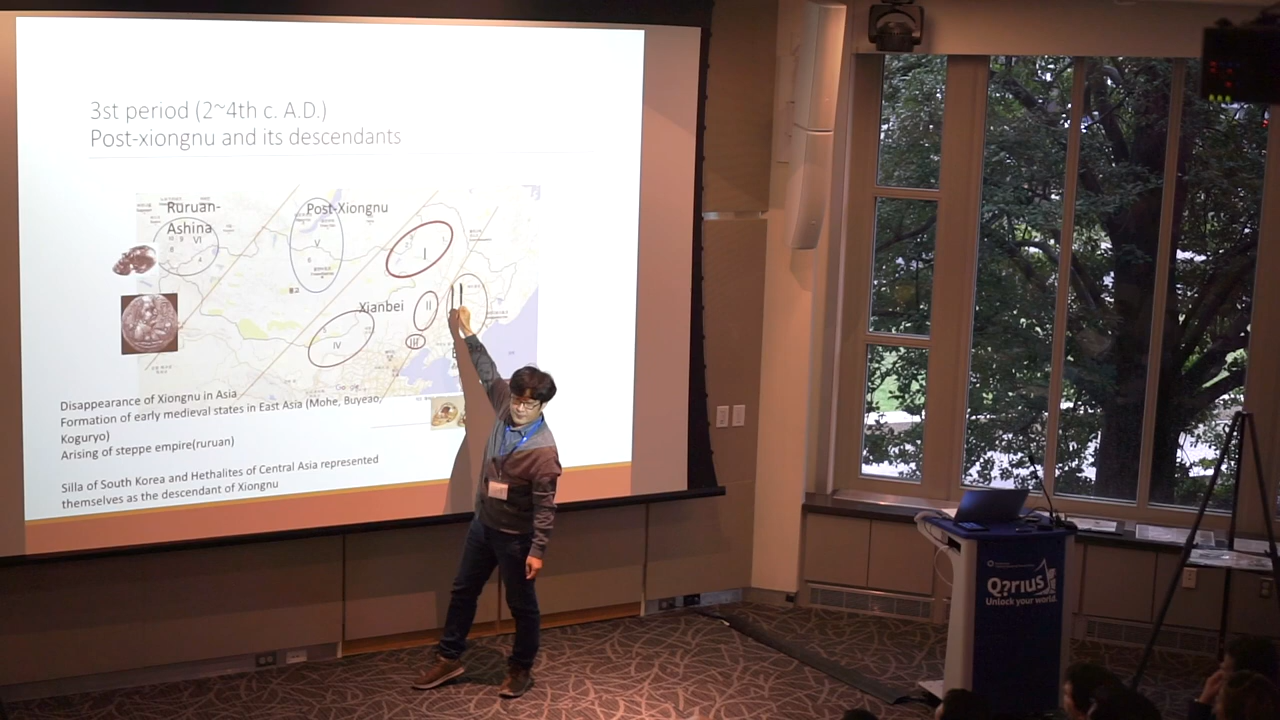 3st period (2~4th c. A.D.)
Post-xiongnu and its descendants
Ruruan-
Ashina
Post-Xiongnu
VI
V
I
Xianbei
II
III
IV
Disappearance of Xiongnu in Asia
Formation of early medieval states in East Asia (Mohe, Buyeao,
Koguryo)
Arising of steppe empire(ruruan)
Silla of South Korea and Hethalites of Central Asia represented
themselves as the descendant of Xiongnu
Q?rius
Unlock your world.